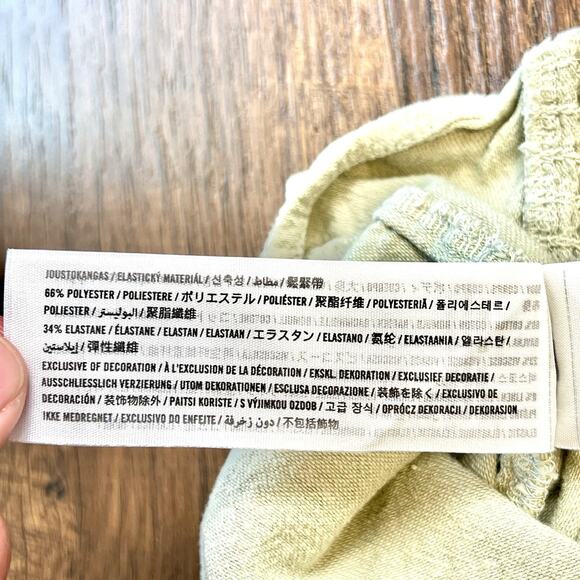 JOUSTOKANGAS / ELASTICKÝ MATERIÁL / 신축성 / مطاط / 鬆緊帶
66% POLYESTER / POLIESTERE / ポリエステル / POLIÉSTER / 聚酯纤维 / POLYESTERIÄ / 폴리에스테르 /
POLIESTER / البوليستر / 聚脂纖維
34% ELASTANE / ÉLASTANE / ELASTAN / ELASTAAN / エラスタン / ELASTANO / 氨纶 / ELASTAANIA / 엘라스탄 /
إيلاستين / 彈性纖維
EXCLUSIVE OF DECORATION / À L'EXCLUSION DE LA DÉCORATION / EKSKL. DEKORATION / EXCLUSIEF DECORATIE /
AUSSCHLIESSLICH VERZIERUNG / UTOM DEKORATIONEN / ESCLUSA DECORAZIONE / 装飾を除く / EXCLUSIVO DE
DECORACIÓN / 装饰物除外 / PAITSI KORISTE / S VÝJIMKOU OZDOB / 고급 장식 / OPRÓCZ DEKORACJI / DEKORASJON
IKKE MEDREGNET / EXCLUSIVO DO ENFEITE / دون زخرفة / 不包括飾物